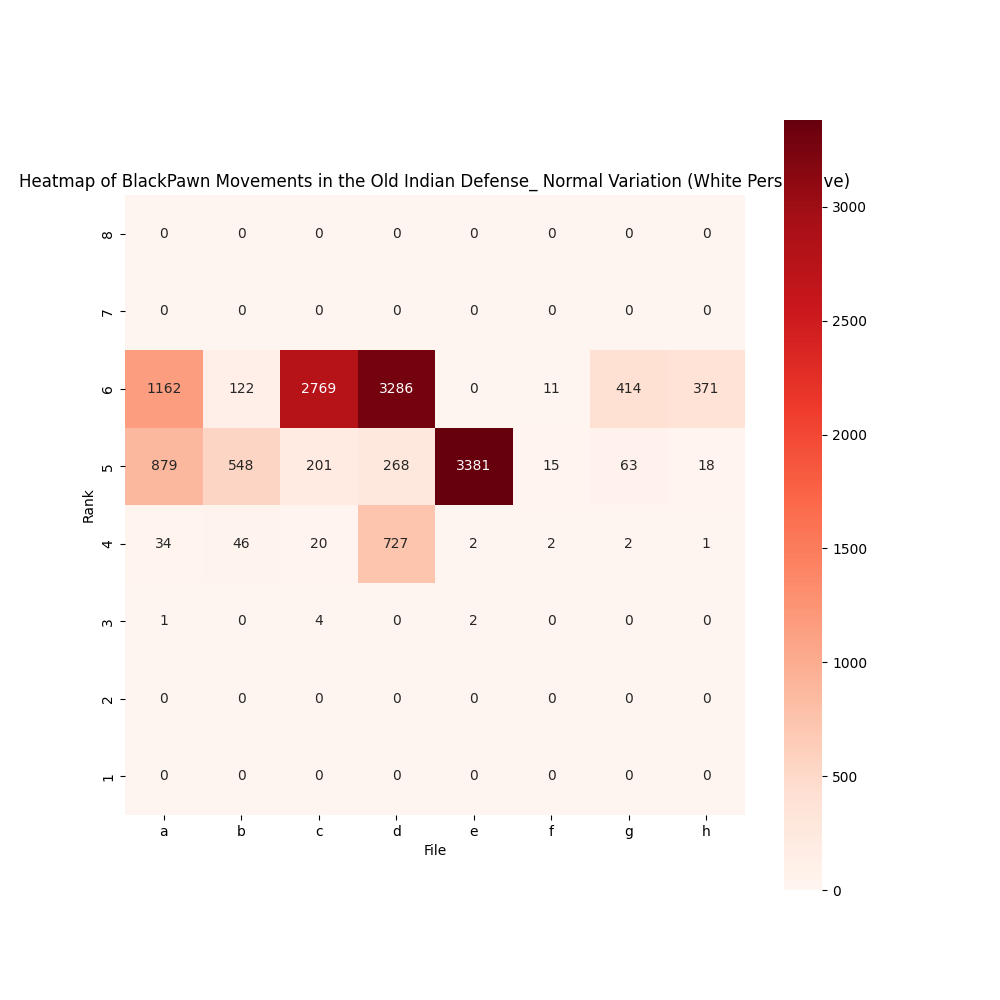 Heatmap of BlackPawn Movements in the Old Indian Defense_ Normal Variation (White Pers ve)
8 0 0 0 0 0 0 0 0
7 0 0 0 0 0 0 0 0
6 1162 122 2769 3286 0 11 414 371
5 879 548 201 268 3381 15 63 18
4 34 46 20 727 2 2 2 1
3 1 0 4 0 2 0 0 0
2 0 0 0 0 0 0 0 0
1 0 0 0 0 0 0 0 0
a b c d e f g h
File
Rank
3000
2500
2000
1500
1000
500
0